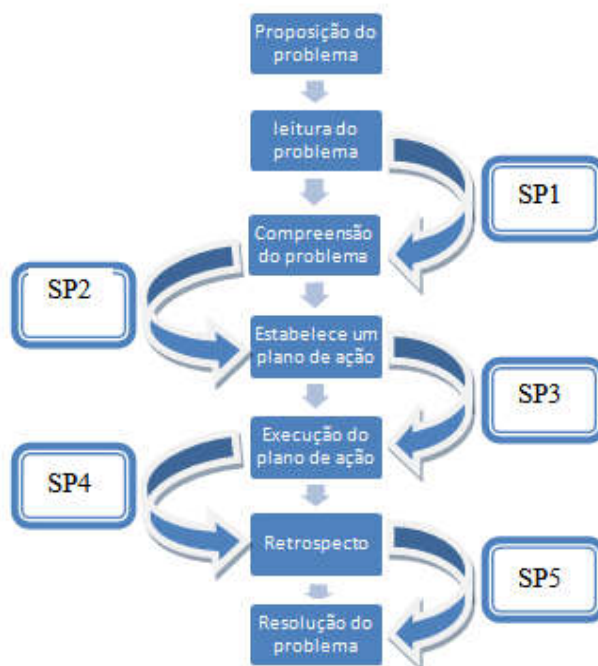 Proposição do
problema
leitura do
problema
SP1
Compreensão
do problema
SP2
Estabelece um
plano de ação
SP3
Execução do
plano de ação
SP4
Retrospecto
SP5
Resolução do
problema